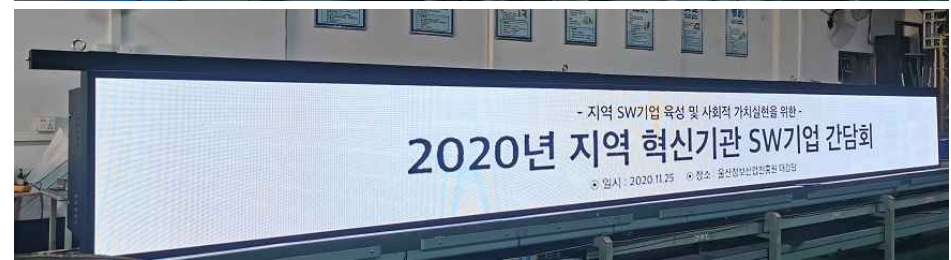 - 지역 SW기업 육성 및 사회적 가치실현을 위한 -
2020년 지역 혁신기관 SW기업 간담회
⦿ 일시 : 2020.11.25 ⦿ 장소 : 울산정보산업진흥원 대강당